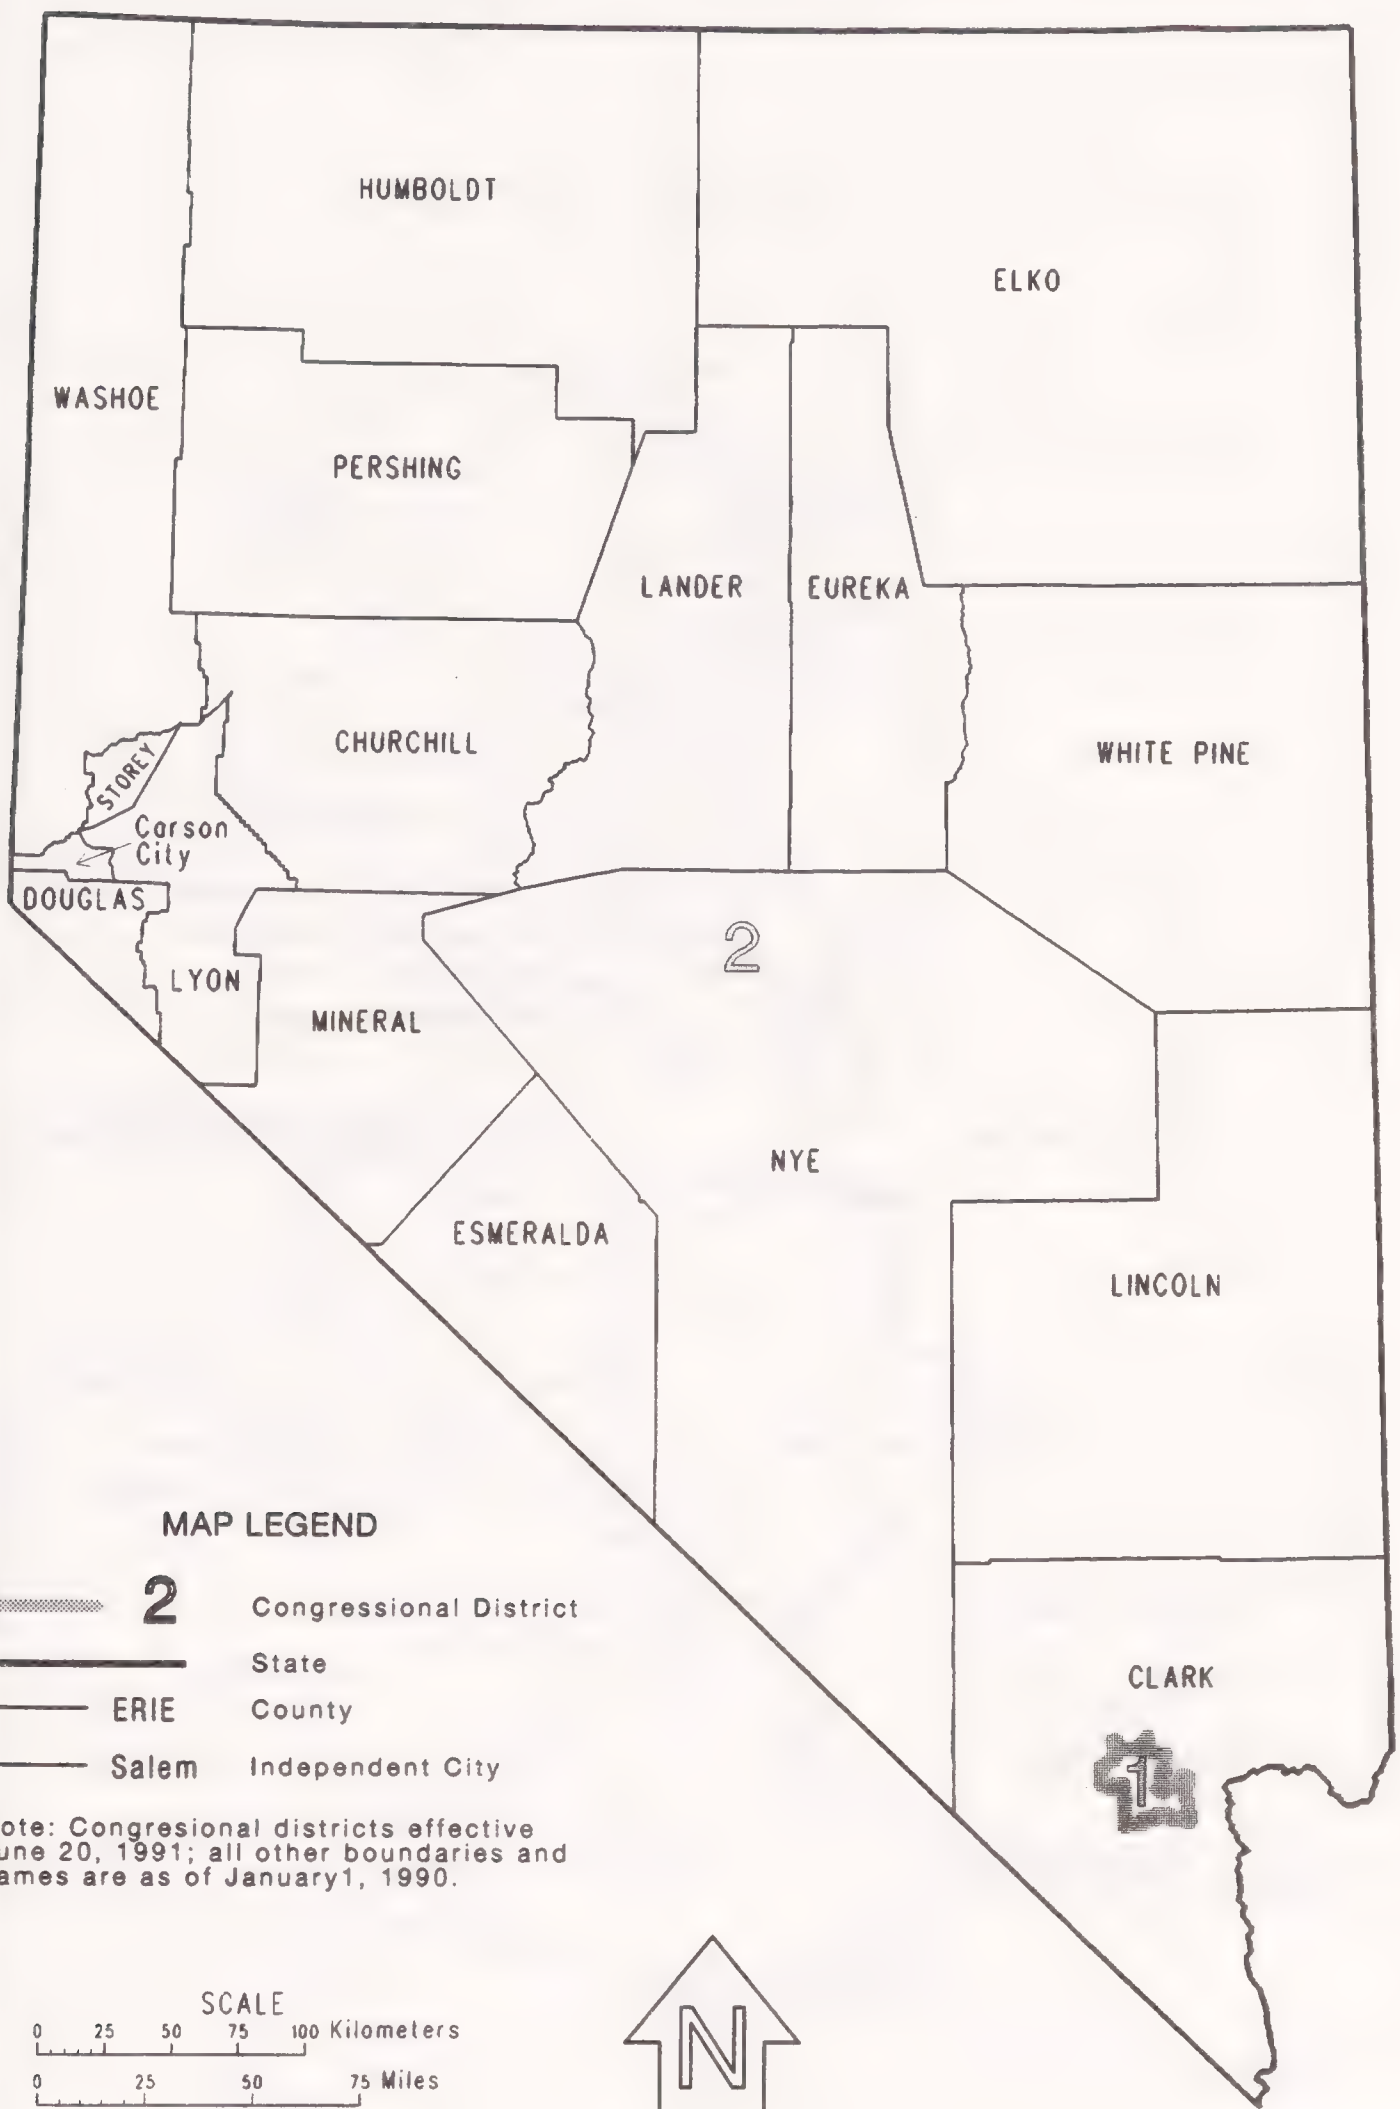 HUMBOLDT
ELKO
WASHOE
PERSHING
LANDER
EUREKA
CHURCHILL
WHITE PINE
STOREY
Carson
City
DOUGLAS
2
LYON
MINERAL
NYE
ESMERALDA
LINCOLN
CLARK
1
MAP LEGEND
2 Congressional District
State
ERIE County
Salem Independent City
ote: Congresional districts effective
une 20, 1991; all other boundaries and
ames are as of January1, 1990.
SCALE
0 25 50 75 100 Kilometers
0 25 50 75 Miles
N